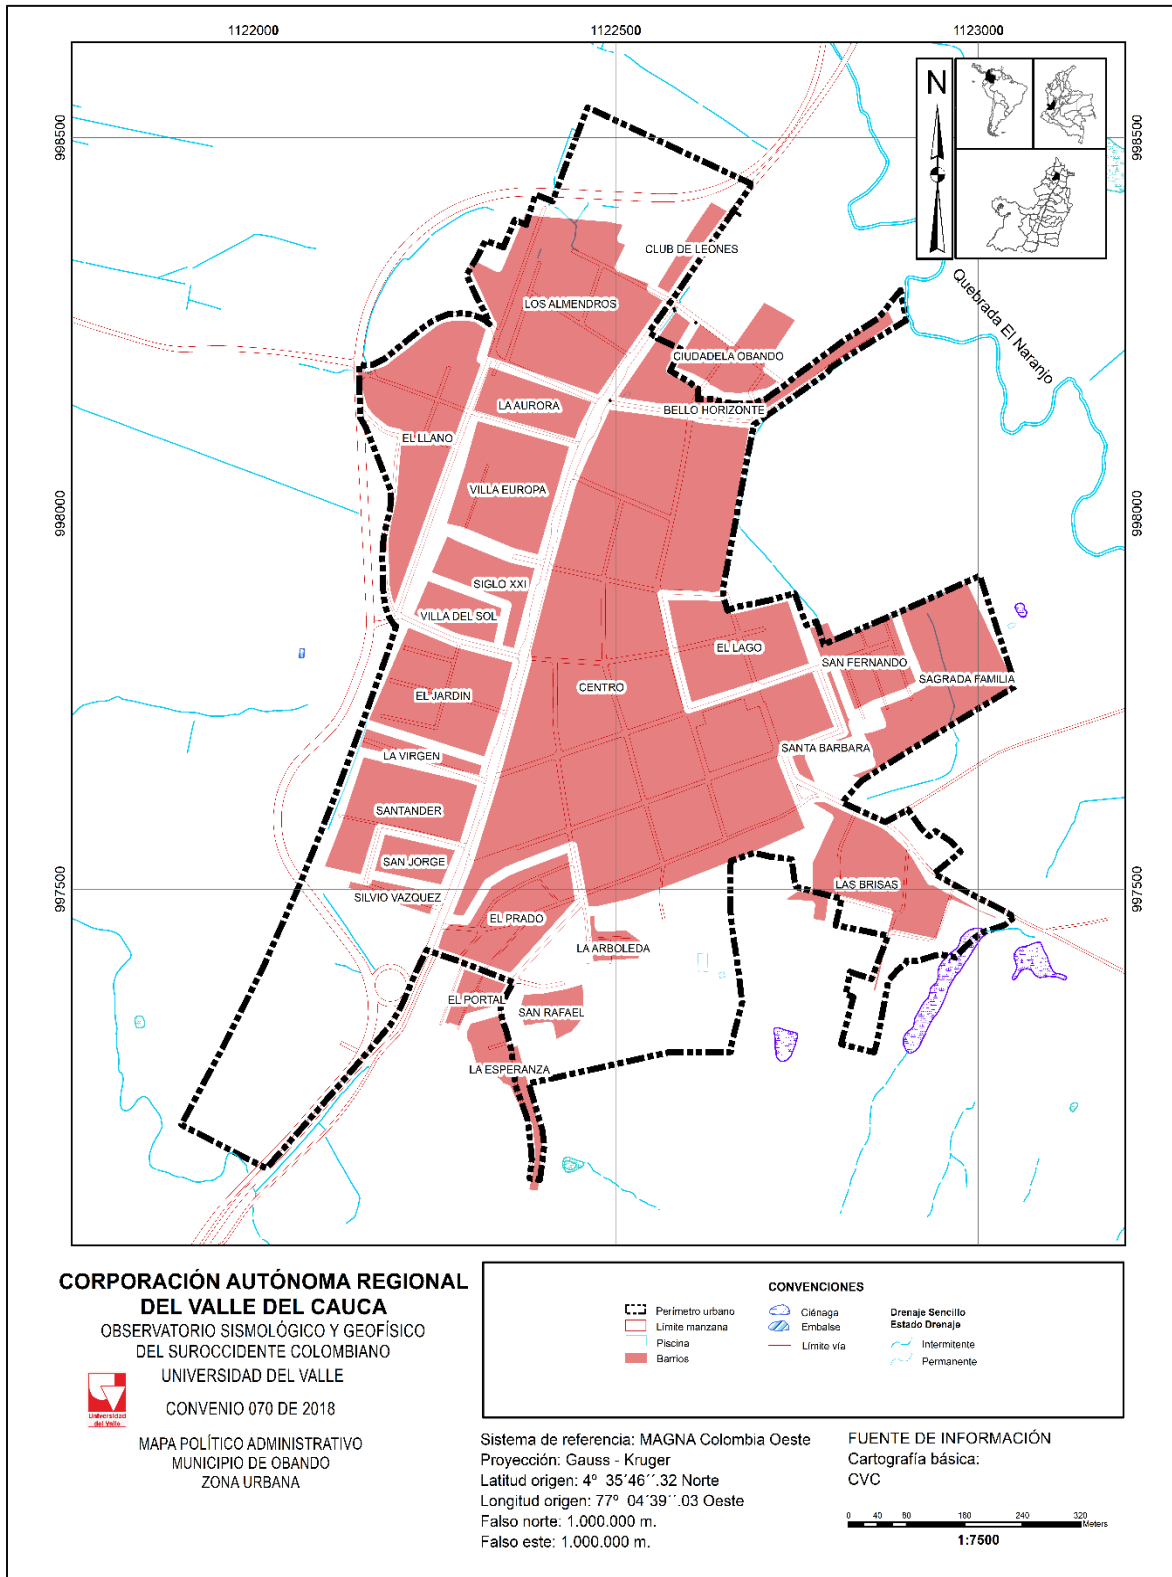 1122000
1122500
1123000
998500
998500
N
CLUB DE LEONES
Quebrada El Naranjo
LOS ALMENDROS
CIUDADELA OBANDO
LA AURORA
BELLO HORIZONTE
EL LLANO
VILLA EUROPA
998000
998000
SIGLO XXI
VILLA DEL SOL
EL LAGO
SAN FERNANDO
SAGRADA FAMILIA
CENTRO
EL JARDIN
SANTA BARBARA
LA VIRGEN
SANTANDER
SAN JORGE
LAS BRISAS
997500
997500
SILVIO VAZQUEZ
EL PRADO
LA ARBOLEDA
EL PORTAL
SAN RAFAEL
LA ESPERANZA
CORPORACIÓN AUTÓNOMA REGIONAL
DEL VALLE DEL CAUCA
OBSERVATORIO SISMOLÓGICO Y GEOFÍSICO
DEL SUROCCIDENTE COLOMBIANO
UNIVERSIDAD DEL VALLE
Universidad
del Valle
CONVENIO 070 DE 2018
MAPA POLÍTICO ADMINISTRATIVO
MUNICIPIO DE OBANDO
ZONA URBANA
CONVENCIONES
Perímetro urbano
Límite manzana
Piscina
Barrios
Ciénaga
Embalse
Límite vía
Drenaje Sencillo
Estado Drenaje
Intermitente
Permanente
Sistema de referencia: MAGNA Colombia Oeste
Proyección: Gauss - Kruger
Latitud origen: 4º 35´46´´.32 Norte
Longitud origen: 77º 04´39´´.03 Oeste
Falso norte: 1.000.000 m.
Falso este: 1.000.000 m.
FUENTE DE INFORMACIÓN
Cartografía básica:
CVC
0 40 80 160 240 320
Meters
1:7500